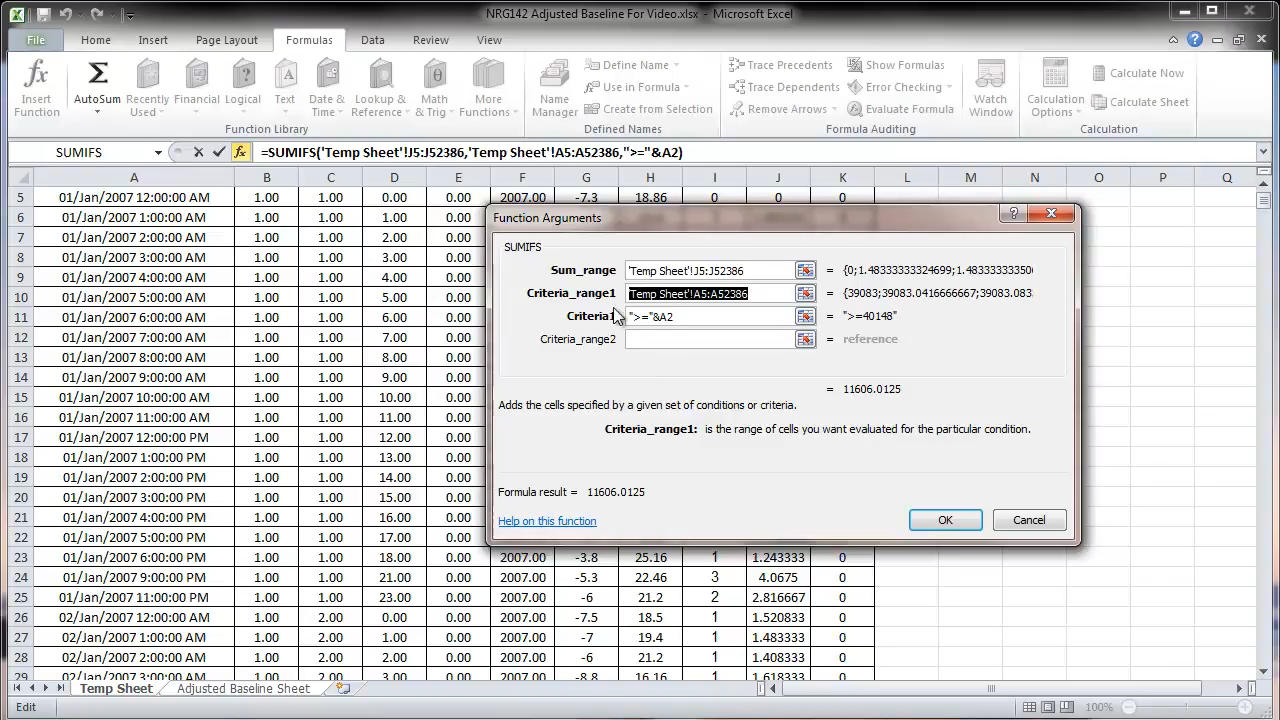 NRG142 Adjusted Baseline For Video.xlsx - Microsoft Excel
File Home Insert Page Layout Formulas Data Review View
Insert Function
AutoSum
Recently Used
Financial
Logical
Text
Date & Time
Lookup & Reference
Math & Trig
More Functions
Function Library
Name Manager
Define Name
Use in Formula
Create from Selection
Defined Names
Trace Precedents
Trace Dependents
Remove Arrows
Show Formulas
Error Checking
Evaluate Formula
Watch Window
Formula Auditing
Calculation Options
Calculate Now
Calculate Sheet
Calculation
SUMIFS =SUMIFS('Temp Sheet'!J5:J52386,'Temp Sheet'!A5:A52386,">="&A2)
A B C D E F G H I J K L M N O P Q
5 01/Jan/2007 12:00:00 AM 1.00 1.00 0.00 0.00 2007.00 -7.3 18.86 0 0 0
6 01/Jan/2007 1:00:00 AM 1.00 1.00 1.00 0.00
7 01/Jan/2007 2:00:00 AM 1.00 1.00 2.00 0.00
8 01/Jan/2007 3:00:00 AM 1.00 1.00 3.00 0.00
9 01/Jan/2007 4:00:00 AM 1.00 1.00 4.00 0.00
10 01/Jan/2007 5:00:00 AM 1.00 1.00 5.00 0.00
11 01/Jan/2007 6:00:00 AM 1.00 1.00 6.00 0.00
12 01/Jan/2007 7:00:00 AM 1.00 1.00 7.00 0.00
13 01/Jan/2007 8:00:00 AM 1.00 1.00 8.00 0.00
14 01/Jan/2007 9:00:00 AM 1.00 1.00 9.00 0.00
15 01/Jan/2007 10:00:00 AM 1.00 1.00 10.00 0.00
16 01/Jan/2007 11:00:00 AM 1.00 1.00 11.00 0.00
17 01/Jan/2007 12:00:00 PM 1.00 1.00 12.00 0.00
18 01/Jan/2007 1:00:00 PM 1.00 1.00 13.00 0.00
19 01/Jan/2007 2:00:00 PM 1.00 1.00 14.00 0.00
20 01/Jan/2007 3:00:00 PM 1.00 1.00 15.00 0.00
21 01/Jan/2007 4:00:00 PM 1.00 1.00 16.00 0.00
22 01/Jan/2007 5:00:00 PM 1.00 1.00 17.00 0.00
23 01/Jan/2007 6:00:00 PM 1.00 1.00 18.00 0.00 2007.00 -3.8 25.16 1 1.243333 0
24 01/Jan/2007 9:00:00 PM 1.00 1.00 21.00 0.00 2007.00 -5.3 22.46 3 4.0675 0
25 01/Jan/2007 11:00:00 PM 1.00 1.00 23.00 0.00 2007.00 -6 21.2 2 2.816667 0
26 02/Jan/2007 12:00:00 AM 1.00 2.00 0.00 0.00 2007.00 -7.5 18.5 1 1.520833 0
27 02/Jan/2007 1:00:00 AM 1.00 2.00 1.00 0.00 2007.00 -7 19.4 1 1.483333 0
28 02/Jan/2007 2:00:00 AM 1.00 2.00 2.00 0.00 2007.00 -6 21.2 1 1.408333 0
29 02/Jan/2007 3:00:00 AM 1.00 2.00 3.00 0.00 2007.00 -8.8 16.16 1 1.618333 0
Function Arguments
SUMIFS
Sum_range 'Temp Sheet'!J5:J52386 = {0;1.48333333324699;1.4833333350
Criteria_range1 'Temp Sheet'!A5:A52386 = {39083;39083.0416666667;39083.083
Criteria1 ">="&A2 = ">=40148"
Criteria_range2 = reference
= 11606.0125
Adds the cells specified by a given set of conditions or criteria.
Criteria_range1: is the range of cells you want evaluated for the particular condition.
Formula result = 11606.0125
Help on this function OK Cancel
Temp Sheet Adjusted Baseline Sheet
Edit 100%